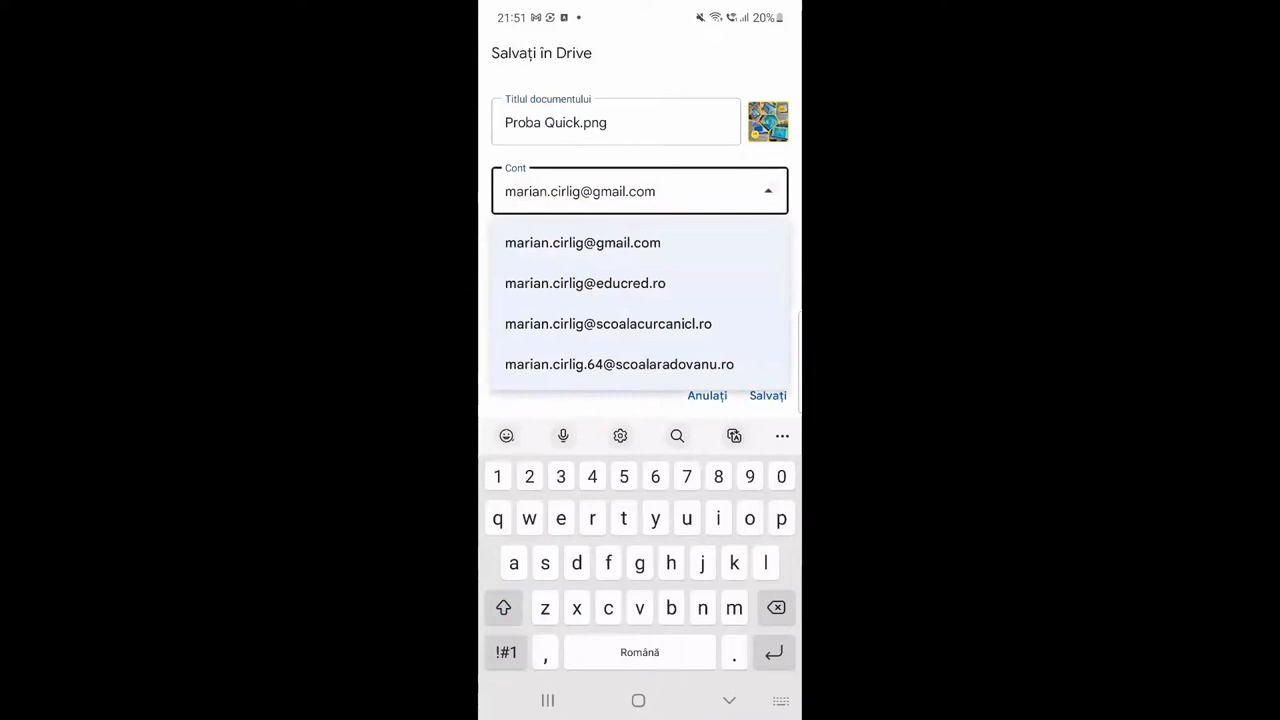 21:51
20%
Salvați în Drive
Titlul documentului
Proba Quick.png
Cont
marian.cirlig@gmail.com
marian.cirlig@gmail.com
marian.cirlig@educred.ro
marian.cirlig@scoalacurcanicl.ro
marian.cirlig.64@scoalaradovanu.ro
Anulați Salvați
1 2 3 4 5 6 7 8 9 0
q w e r t y u i o p
a s d f g h j k l
z x c v b n m
!#1 , Română .